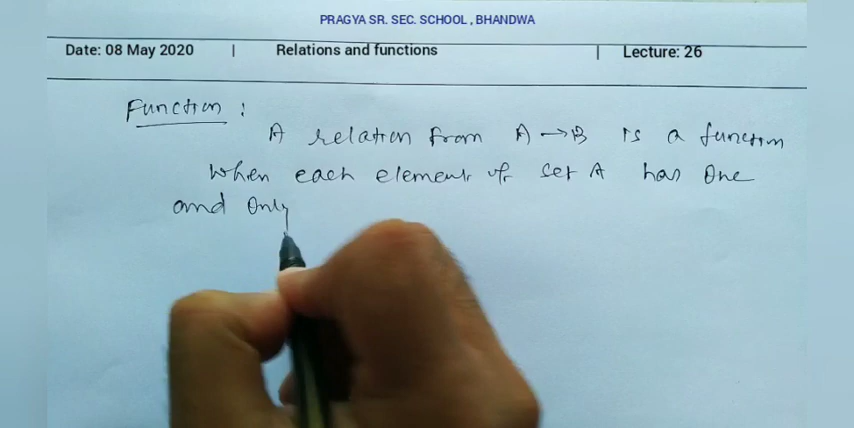 PRAGYA SR. SEC. SCHOOL , BHANDWA
Date: 08 May 2020 | Relations and functions | Lecture: 26
Function :
A relation from A → B is a function
when each element of set A has one
and only